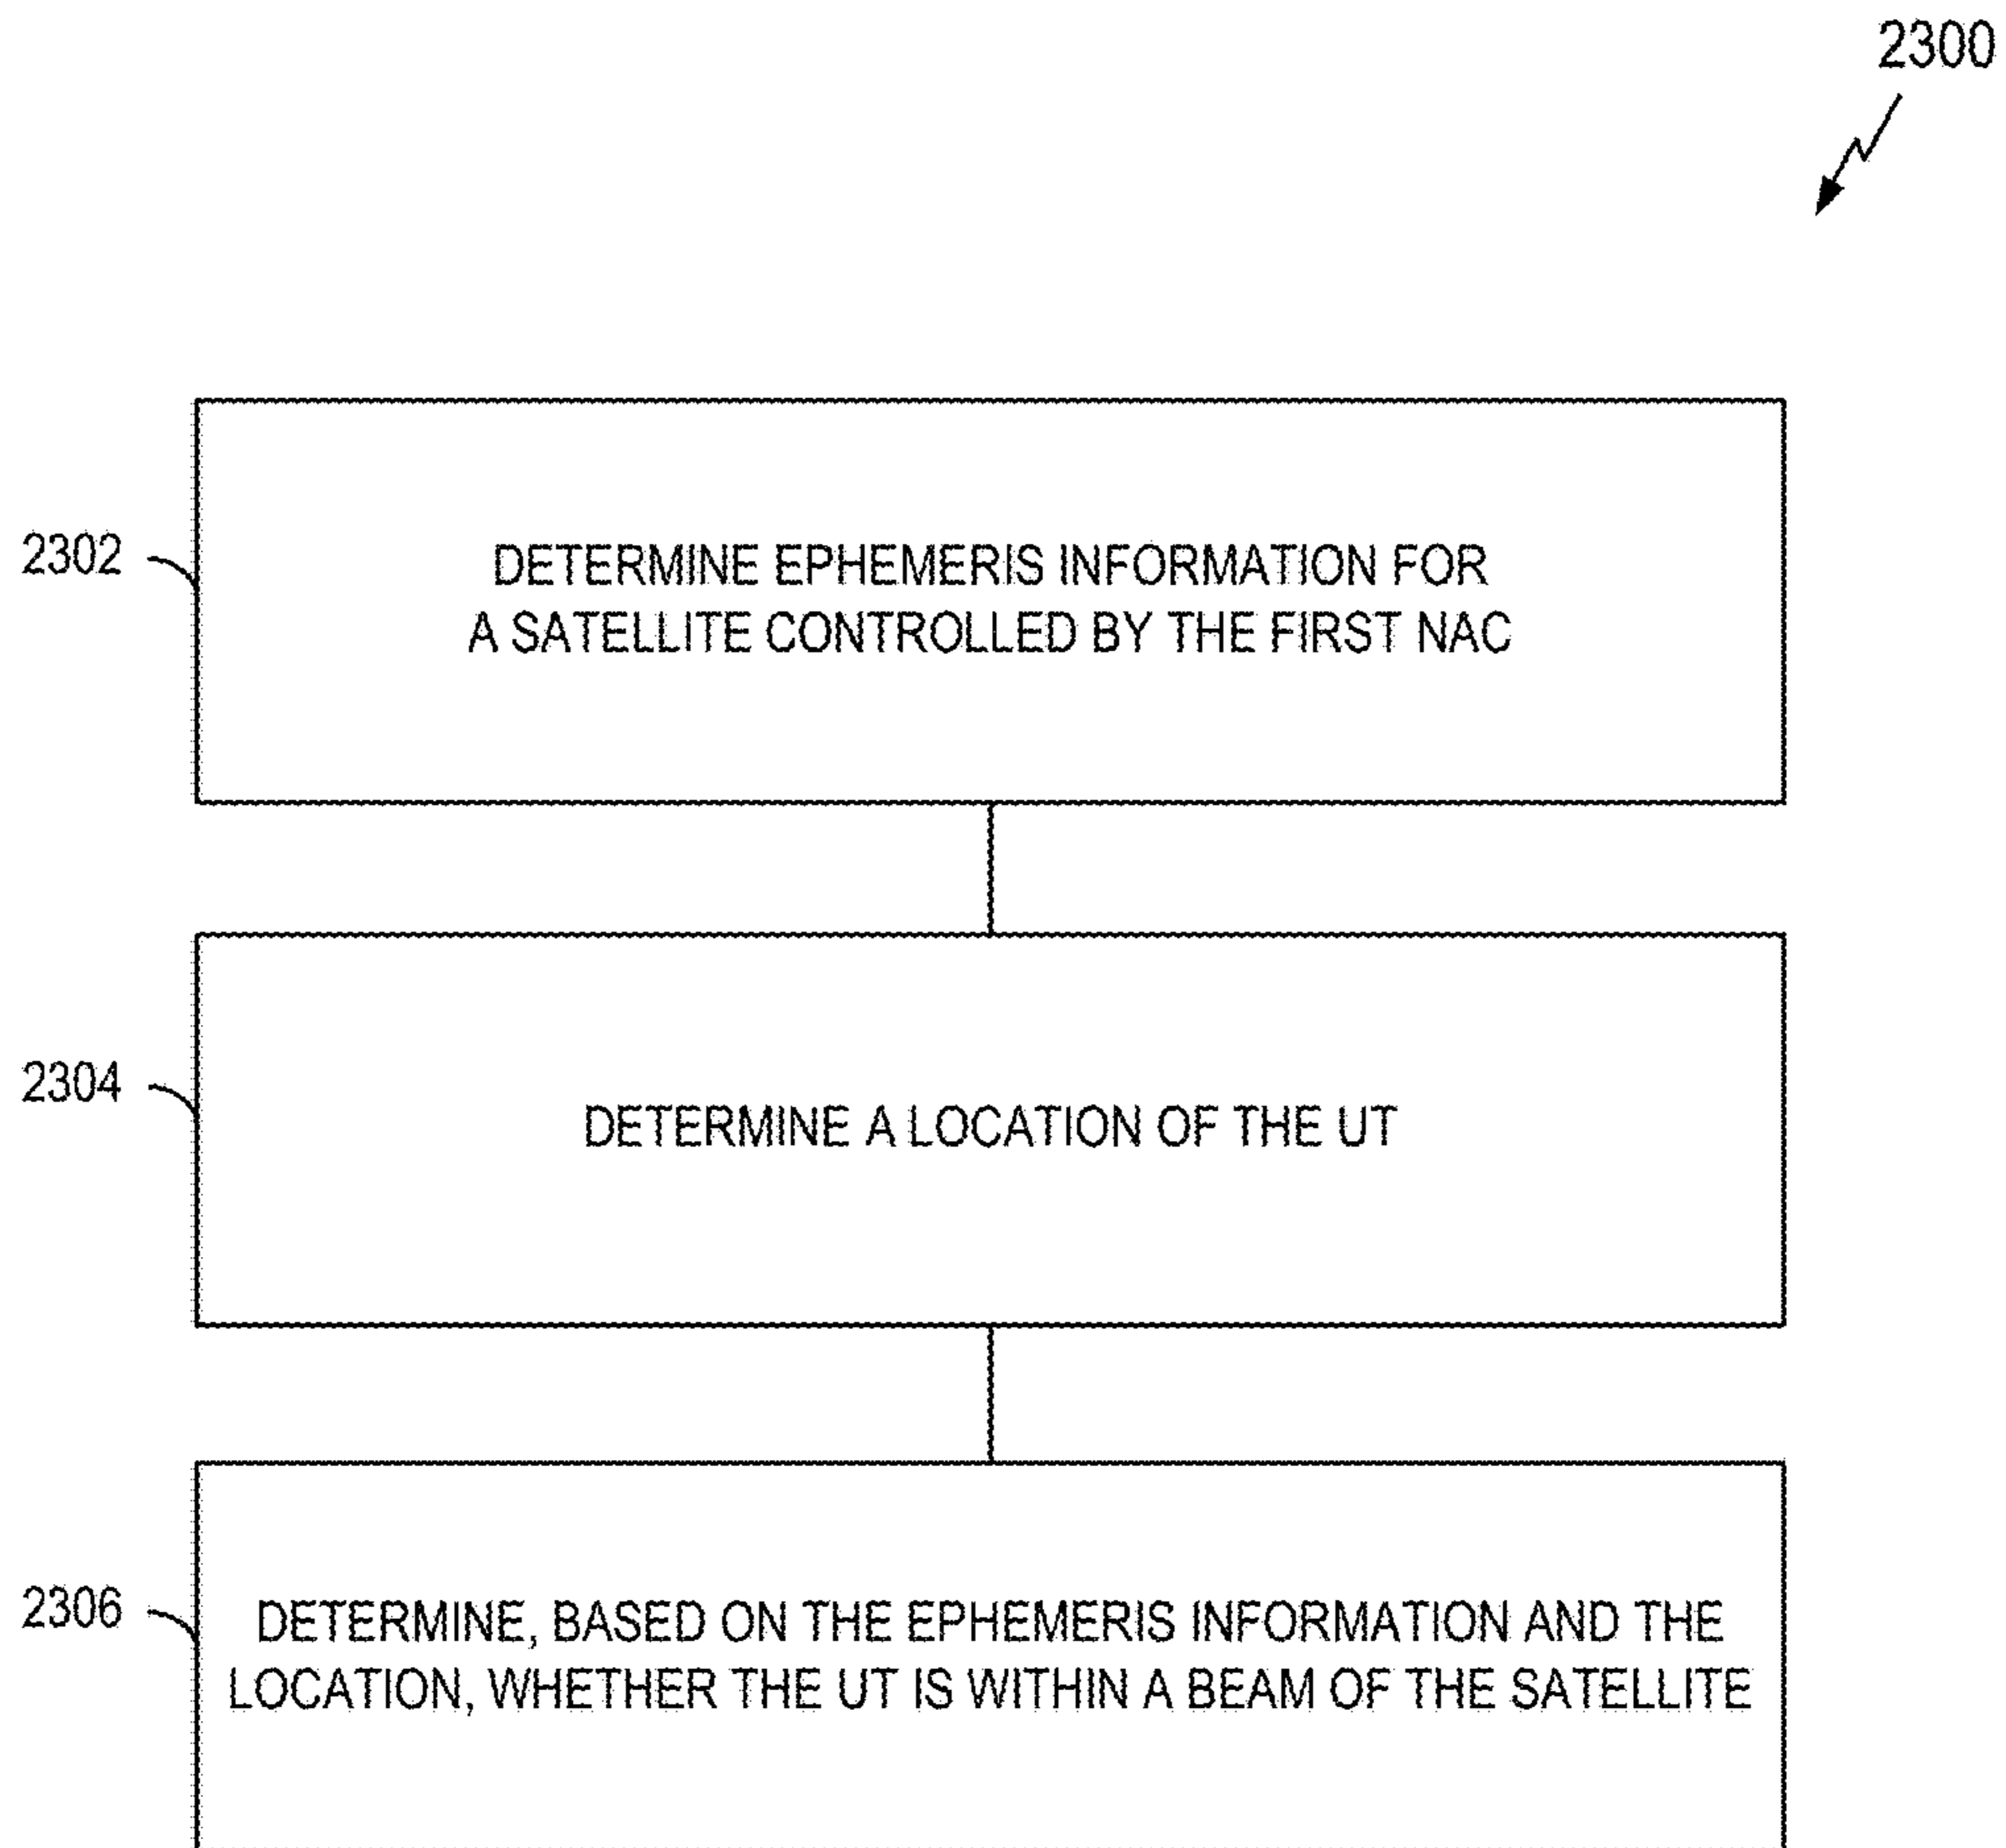 2300
2302
DETERMINE EPHEMERIS INFORMATION FOR
A SATELLITE CONTROLLED BY THE FIRST NAC
2304
DETERMINE A LOCATION OF THE UT
2306
DETERMINE, BASED ON THE EPHEMERIS INFORMATION AND THE
LOCATION, WHETHER THE UT IS WITHIN A BEAM OF THE SATELLITE